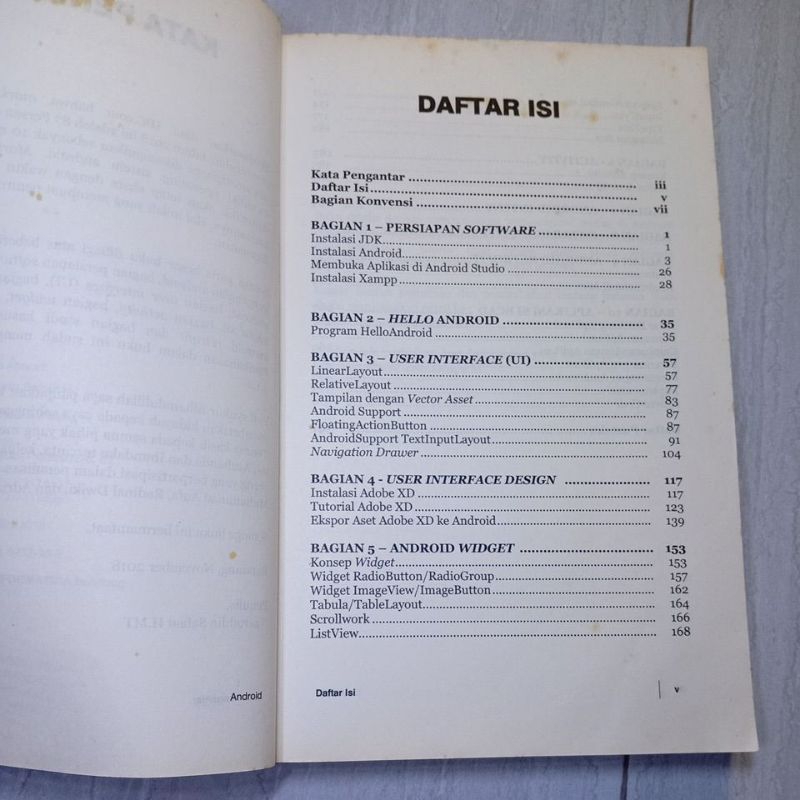 Android
DAFTAR ISI
Kata Pengantar ........ iii
Daftar Isi ........ v
Bagian Konvensi ........ vii
BAGIAN 1 – PERSIAPAN SOFTWARE ........ 1
Instalasi JDK ........ 1
Instalasi Android ........ 3
Membuka Aplikasi di Android Studio ........ 26
Instalasi Xampp ........ 28
BAGIAN 2 – HELLO ANDROID ........ 35
Program HelloAndroid ........ 35
BAGIAN 3 – USER INTERFACE (UI) ........ 57
LinearLayout ........ 57
RelativeLayout ........ 77
Tampilan dengan Vector Asset ........ 83
Android Support ........ 87
FloatingActionButton ........ 87
AndroidSupport TextInputLayout ........ 91
Navigation Drawer ........ 104
BAGIAN 4 - USER INTERFACE DESIGN ........ 117
Instalasi Adobe XD ........ 117
Tutorial Adobe XD ........ 123
Ekspor Aset Adobe XD ke Android ........ 139
BAGIAN 5 – ANDROID WIDGET ........ 153
Konsep Widget ........ 153
Widget RadioButton/RadioGroup ........ 157
Widget ImageView/ImageButton ........ 162
Tabula/TableLayout ........ 164
Scrollwork ........ 166
ListView ........ 168
Daftar Isi | v